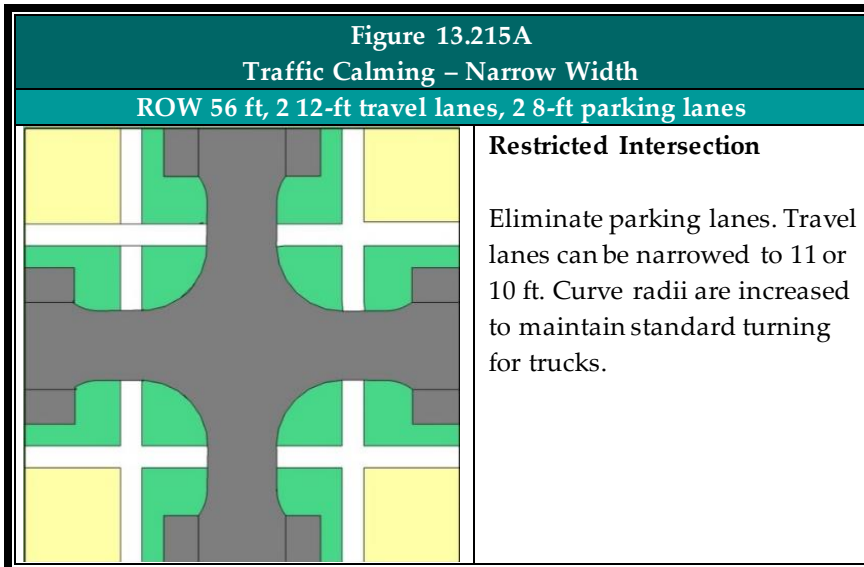 Figure 13.215A
Traffic Calming – Narrow Width
ROW 56 ft, 2 12-ft travel lanes, 2 8-ft parking lanes
Restricted Intersection
Eliminate parking lanes. Travel
lanes can be narrowed to 11 or
10 ft. Curve radii are increased
to maintain standard turning
for trucks.